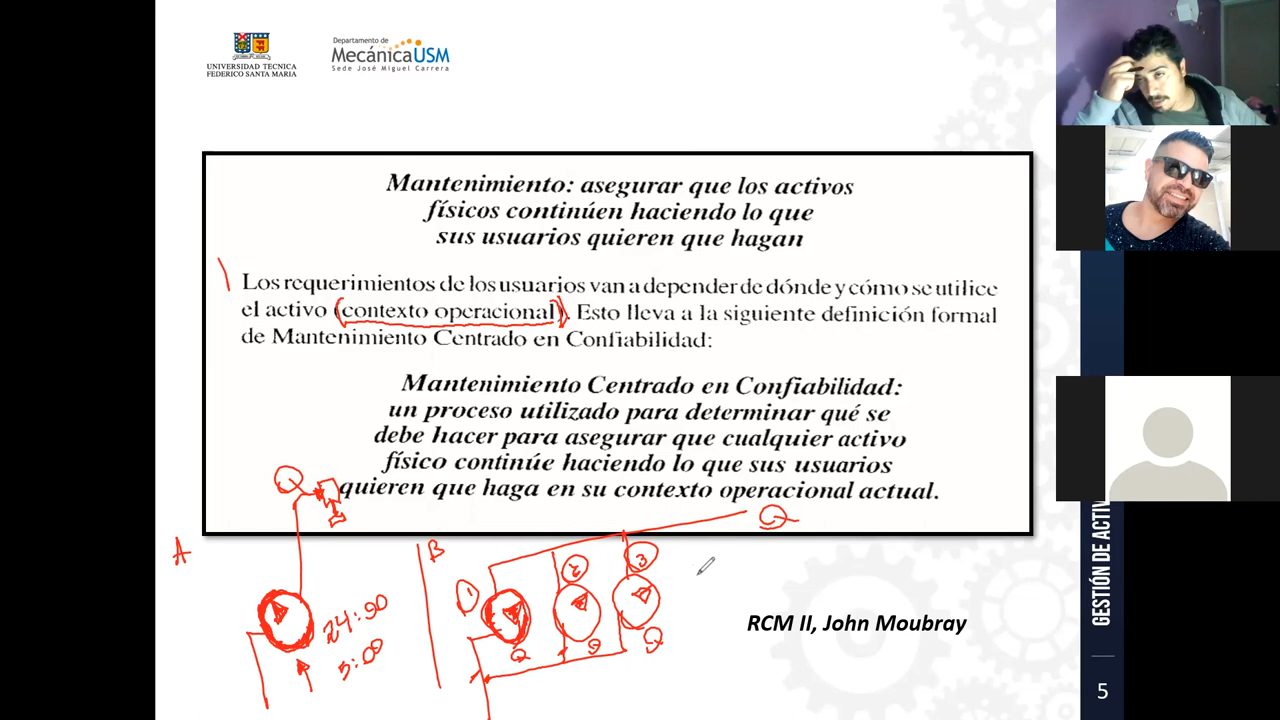 UNIVERSIDAD TECNICA
FEDERICO SANTA MARIA
Departamento de
MecánicaUSM
Sede José Miguel Carrera
Mantenimiento: asegurar que los activos
físicos continúen haciendo lo que
sus usuarios quieren que hagan
Los requerimientos de los usuarios van a depender de dónde y cómo se utilice
el activo (contexto operacional). Esto lleva a la siguiente definición formal
de Mantenimiento Centrado en Confiabilidad:
Mantenimiento Centrado en Confiabilidad:
un proceso utilizado para determinar qué se
debe hacer para asegurar que cualquier activo
físico continúe haciendo lo que sus usuarios
quieren que haga en su contexto operacional actual.
Q
A
24:00
5:00
B
Q
1
2
3
Q
Q
Q
RCM II, John Moubray
GESTIÓN DE ACTIV
5